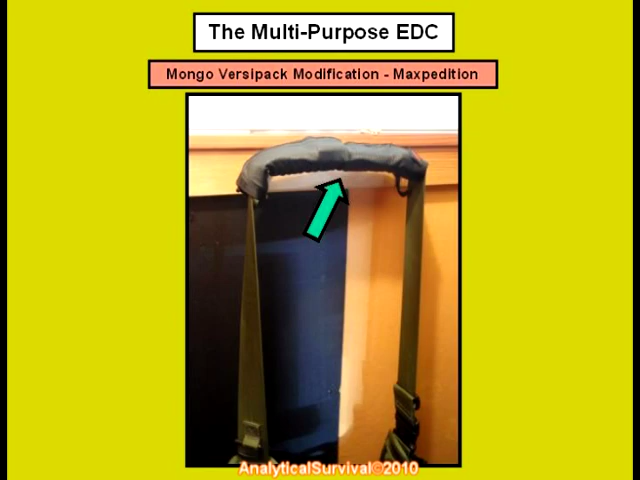 The Multi-Purpose EDC
Mongo Versipack Modification - Maxpedition
AnalyticalSurvival©2010